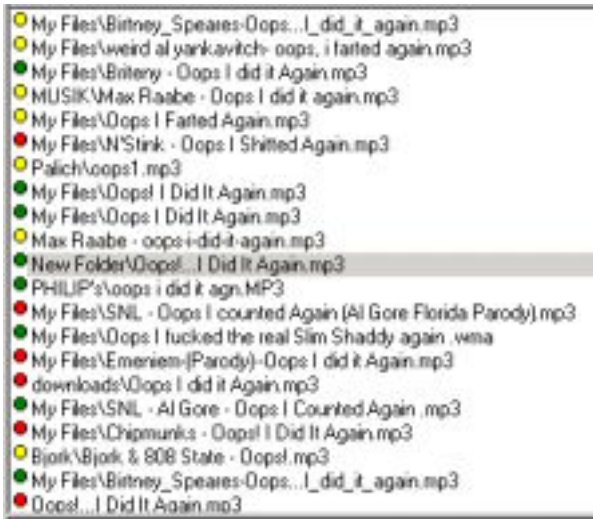 My Files\Birtney_Speares-Oops...I_did_it_again.mp3
My Files\weird al yankavitch- oops, i farted again.mp3
My Files\Briteny - Oops I did it Again.mp3
MUSIK\Max Raabe - Oops I did it again.mp3
My Files\Oops I Farted Again.mp3
My Files\N'Stink - Oops I Shitted Again.mp3
Palich\oops1.mp3
My Files\Oops! I Did It Again.mp3
My Files\Oops I Did It Again.mp3
Max Raabe - oops-i-did-it-again.mp3
New Folder\Oops!...I Did It Again.mp3
PHILIP's\oops i did it agn.MP3
My Files\SNL - Oops I counted Again (Al Gore Florida Parody).mp3
My Files\Oops I fucked the real Slim Shaddy again .wma
My Files\Emeniem-(Parody)-Oops I did it Again.mp3
downloads\Oops I did it Again.mp3
My Files\SNL - Al Gore - Oops I Counted Again .mp3
My Files\Chipmunks - Oops! I Did It Again.mp3
Bjork\Bjork & 808 State - Oops!.mp3
My Files\Birtney_Speares-Oops...I_did_it_again.mp3
Oops!...I Did It Again.mp3